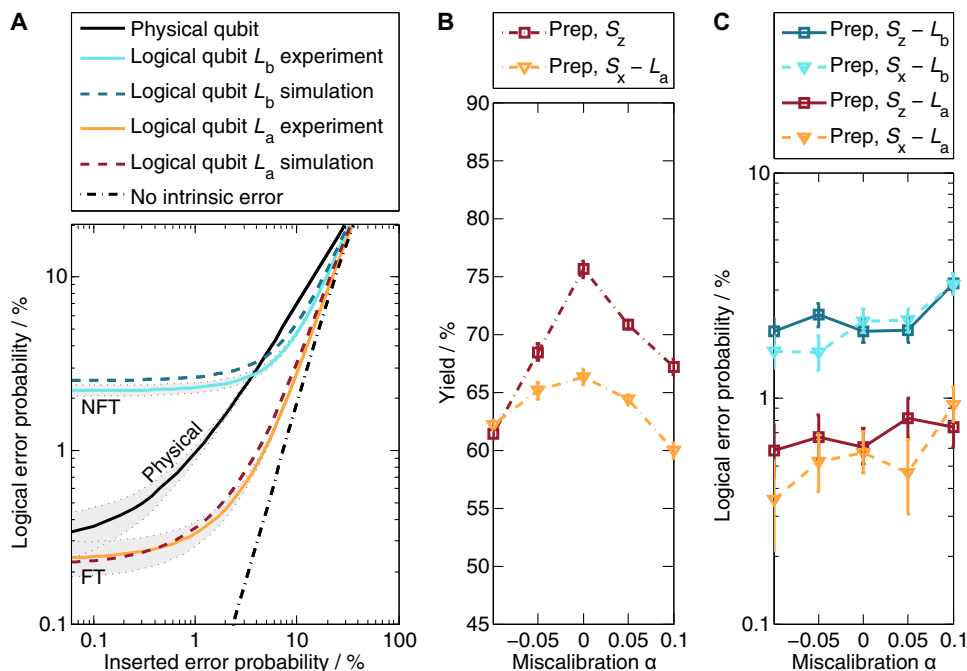 A
Physical qubit
Logical qubit L_b experiment
Logical qubit L_b simulation
Logical qubit L_a experiment
Logical qubit L_a simulation
No intrinsic error
Logical error probability / %
10
1
0.1
NFT
Physical
FT
0.1 1 10 100
Inserted error probability / %
B
Prep, S_z
Prep, S_x – L_a
Yield / %
90
85
80
75
70
65
60
55
50
45
−0.05 0 0.05 0.1
Miscalibration α
C
Prep, S_z – L_b
Prep, S_x – L_b
Prep, S_z – L_a
Prep, S_x – L_a
Logical error probability / %
10
1
0.1
−0.05 0 0.05 0.1
Miscalibration α